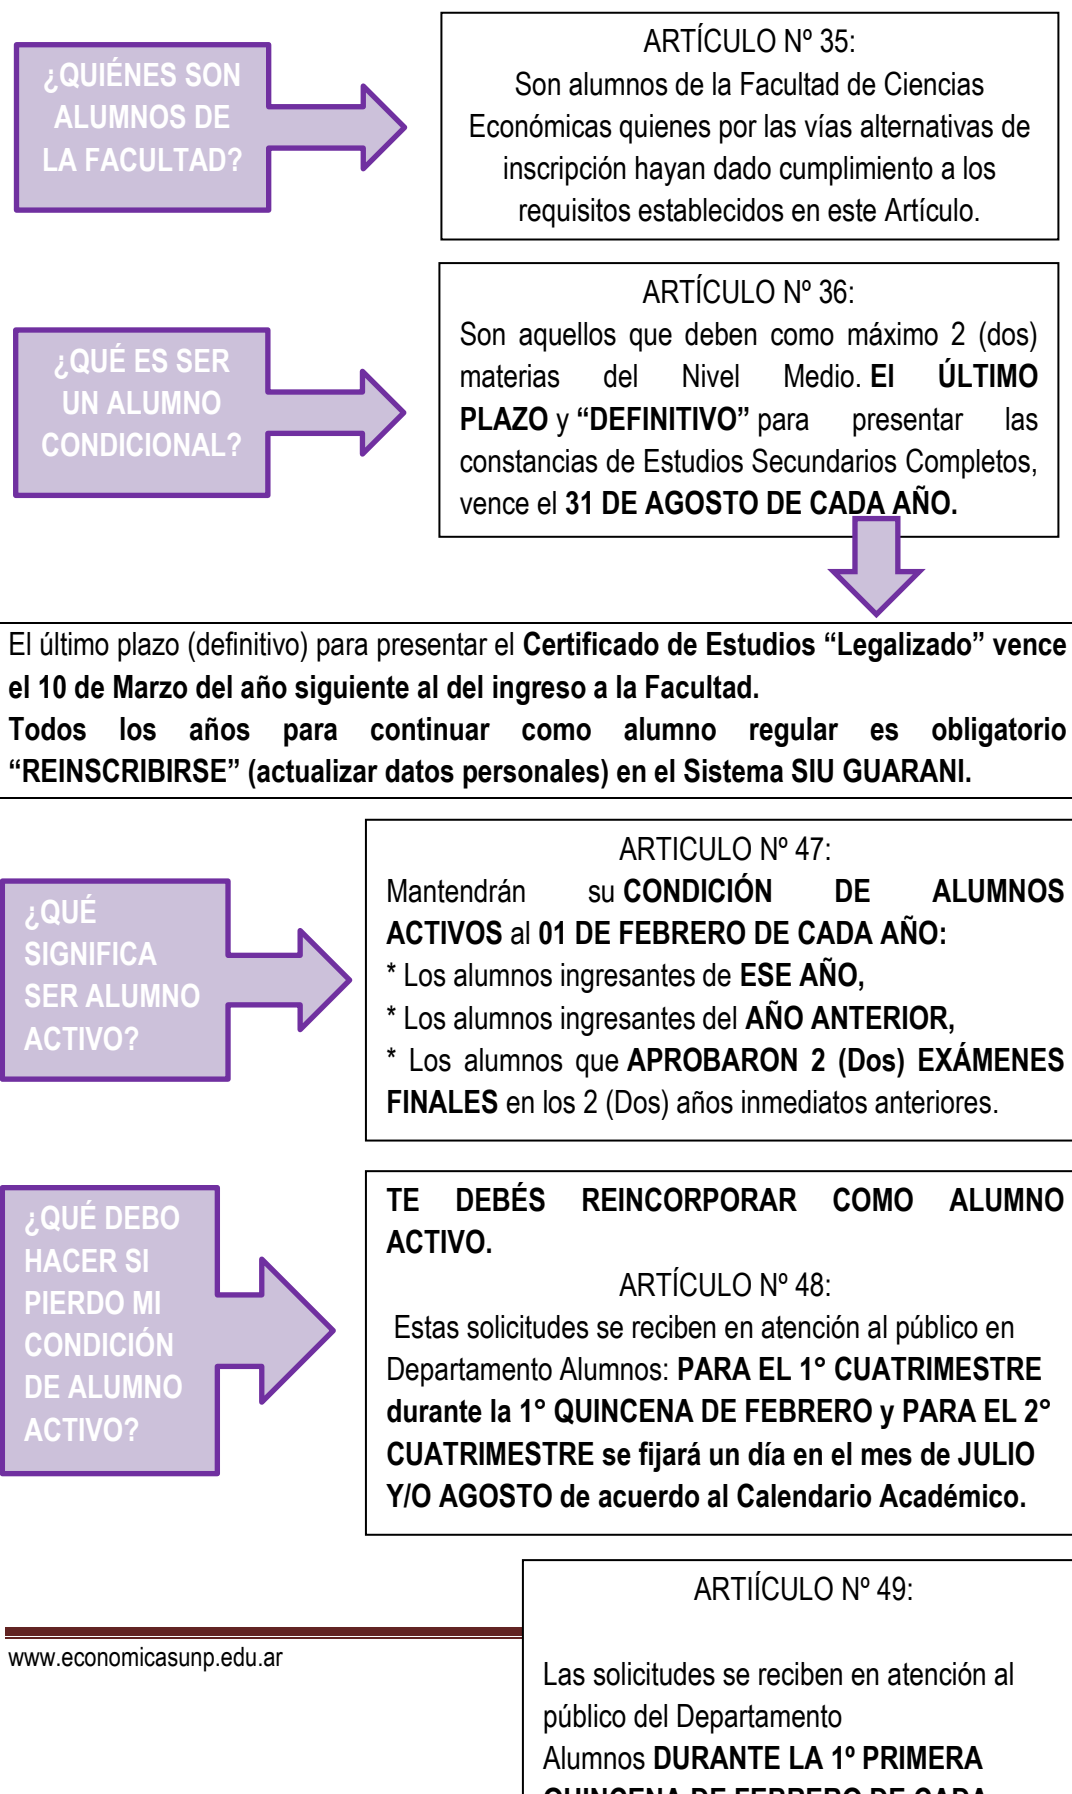 ¿QUIÉNES SON
ALUMNOS DE
LA FACULTAD?
ARTÍCULO Nº 35:
Son alumnos de la Facultad de Ciencias
Económicas quienes por las vías alternativas de
inscripción hayan dado cumplimiento a los
requisitos establecidos en este Artículo.
¿QUÉ ES SER
UN ALUMNO
CONDICIONAL?
ARTÍCULO Nº 36:
Son aquellos que deben como máximo 2 (dos)
materias del Nivel Medio. El ÚLTIMO
PLAZO y “DEFINITIVO” para presentar las
constancias de Estudios Secundarios Completos,
vence el 31 DE AGOSTO DE CADA AÑO.
El último plazo (definitivo) para presentar el Certificado de Estudios “Legalizado” vence
el 10 de Marzo del año siguiente al del ingreso a la Facultad.
Todos los años para continuar como alumno regular es obligatorio
“REINSCRIBIRSE” (actualizar datos personales) en el Sistema SIU GUARANI.
¿QUÉ
SIGNIFICA
SER ALUMNO
ACTIVO?
ARTICULO Nº 47:
Mantendrán su CONDICIÓN DE ALUMNOS
ACTIVOS al 01 DE FEBRERO DE CADA AÑO:
* Los alumnos ingresantes de ESE AÑO,
* Los alumnos ingresantes del AÑO ANTERIOR,
* Los alumnos que APROBARON 2 (Dos) EXÁMENES
FINALES en los 2 (Dos) años inmediatos anteriores.
¿QUÉ DEBO
HACER SI
PIERDO MI
CONDICIÓN
DE ALUMNO
ACTIVO?
TE DEBÉS REINCORPORAR COMO ALUMNO
ACTIVO.
ARTÍCULO Nº 48:
Estas solicitudes se reciben en atención al público en
Departamento Alumnos: PARA EL 1° CUATRIMESTRE
durante la 1° QUINCENA DE FEBRERO y PARA EL 2°
CUATRIMESTRE se fijará un día en el mes de JULIO
Y/O AGOSTO de acuerdo al Calendario Académico.
ARTIÍCULO Nº 49:
www.economicasunp.edu.ar
Las solicitudes se reciben en atención al
público del Departamento
Alumnos DURANTE LA 1º PRIMERA
QUINCENA DE FEBRERO DE CADA